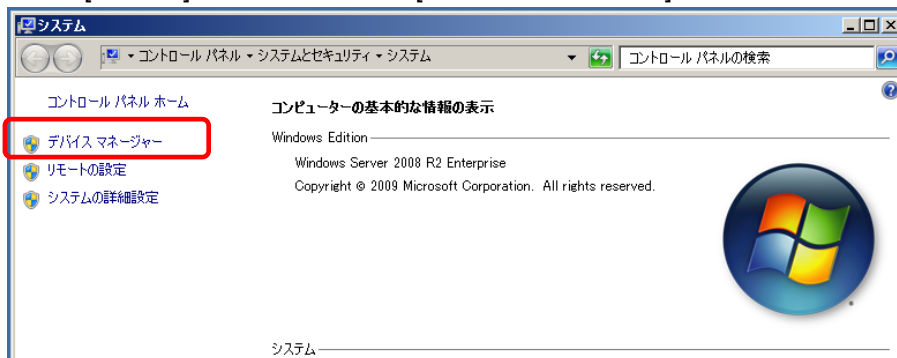 システム
コントロール パネル ▾ システムとセキュリティ ▾ システム
コントロール パネルの検索
コントロール パネル ホーム
デバイス マネージャー
リモートの設定
システムの詳細設定
コンピューターの基本的な情報の表示
Windows Edition
Windows Server 2008 R2 Enterprise
Copyright © 2009 Microsoft Corporation. All rights reserved.
システム